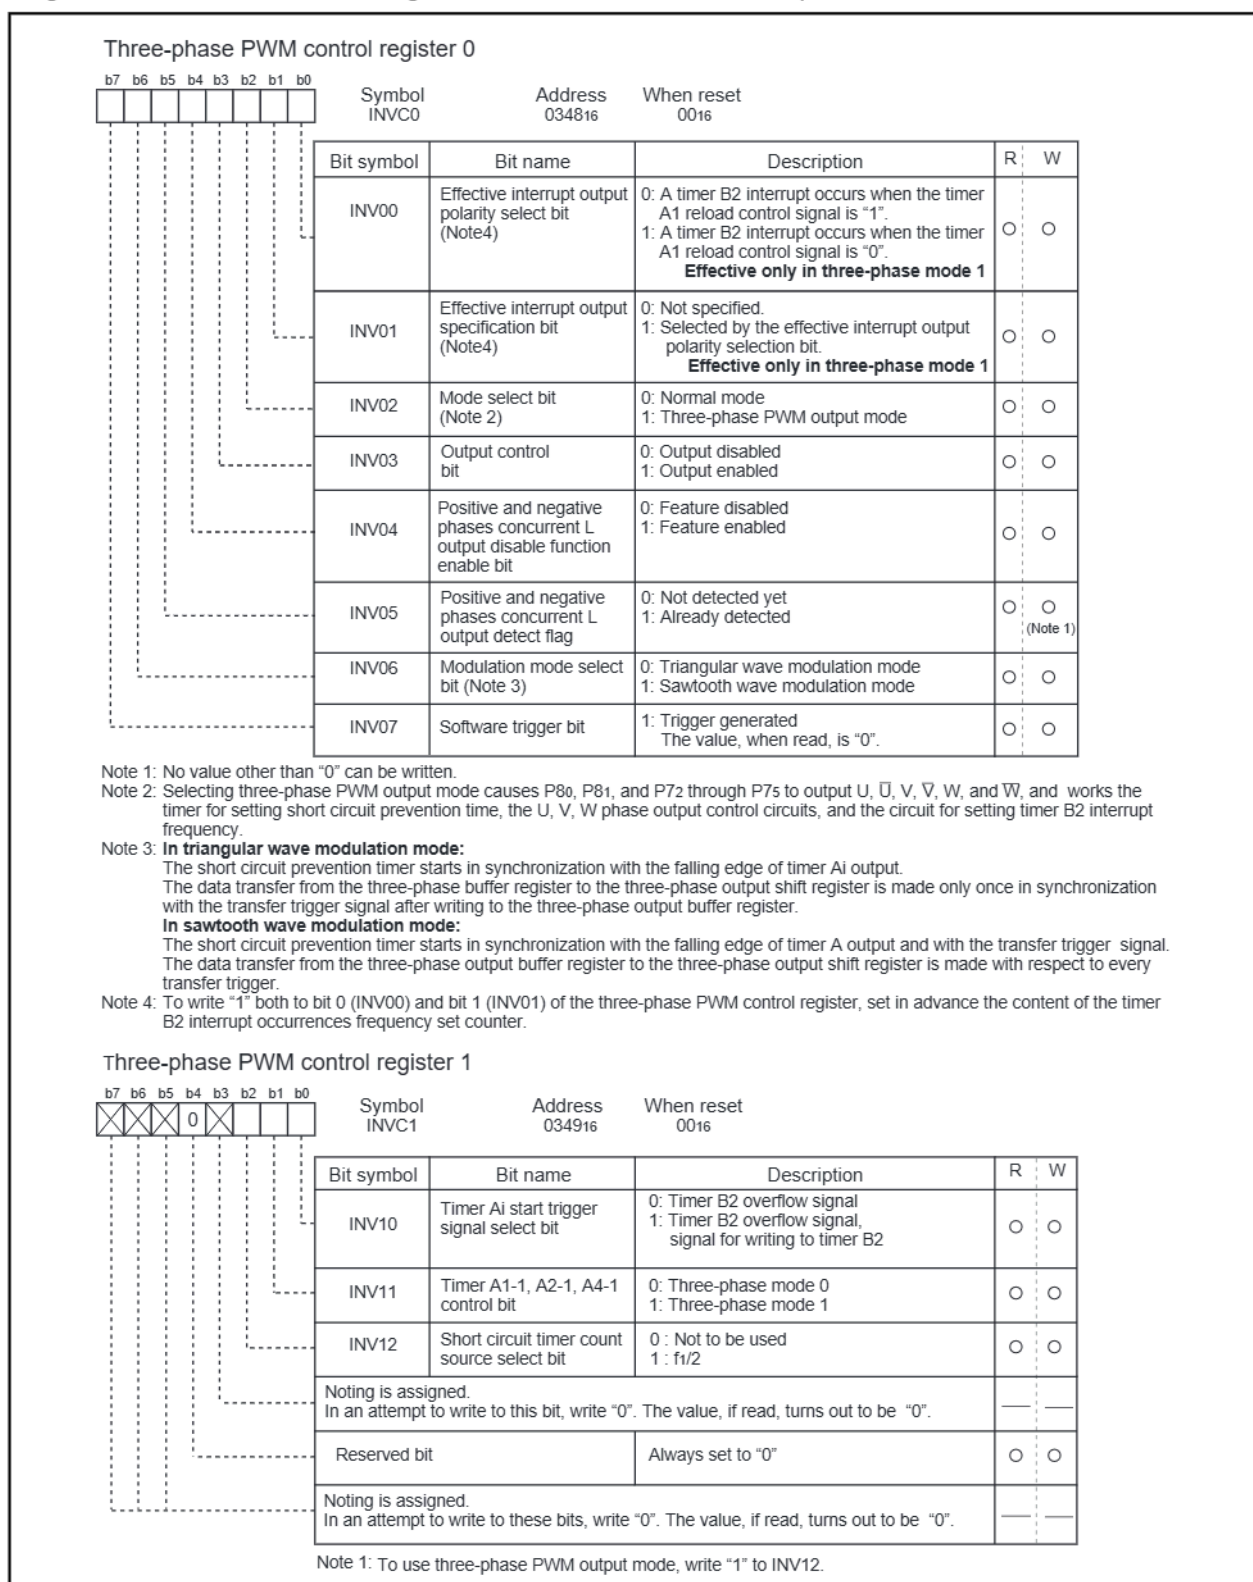 Three-phase PWM control register 0
b7 b6 b5 b4 b3 b2 b1 b0
Symbol Address When reset
INVC0 034816 0016
Bit symbol Bit name Description R W
INV00 Effective interrupt output polarity select bit (Note4)
0: A timer B2 interrupt occurs when the timer
A1 reload control signal is “1”.
1: A timer B2 interrupt occurs when the timer
A1 reload control signal is “0”.
Effective only in three-phase mode 1
INV01 Effective interrupt output specification bit (Note4)
0: Not specified.
1: Selected by the effective interrupt output
polarity selection bit.
Effective only in three-phase mode 1
INV02 Mode select bit (Note 2)
0: Normal mode
1: Three-phase PWM output mode
INV03 Output control bit
0: Output disabled
1: Output enabled
INV04 Positive and negative phases concurrent L output disable function enable bit
0: Feature disabled
1: Feature enabled
INV05 Positive and negative phases concurrent L output detect flag
0: Not detected yet
1: Already detected
(Note 1)
INV06 Modulation mode select bit (Note 3)
0: Triangular wave modulation mode
1: Sawtooth wave modulation mode
INV07 Software trigger bit
1: Trigger generated
The value, when read, is “0”.
Note 1: No value other than “0” can be written.
Note 2: Selecting three-phase PWM output mode causes P80, P81, and P72 through P75 to output U, U̅, V, V̅, W, and W̅, and works the
timer for setting short circuit prevention time, the U, V, W phase output control circuits, and the circuit for setting timer B2 interrupt
frequency.
Note 3: In triangular wave modulation mode:
The short circuit prevention timer starts in synchronization with the falling edge of timer Ai output.
The data transfer from the three-phase buffer register to the three-phase output shift register is made only once in synchronization
with the transfer trigger signal after writing to the three-phase output buffer register.
In sawtooth wave modulation mode:
The short circuit prevention timer starts in synchronization with the falling edge of timer A output and with the transfer trigger signal.
The data transfer from the three-phase output buffer register to the three-phase output shift register is made with respect to every
transfer trigger.
Note 4: To write “1” both to bit 0 (INV00) and bit 1 (INV01) of the three-phase PWM control register, set in advance the content of the timer
B2 interrupt occurrences frequency set counter.
Three-phase PWM control register 1
b7 b6 b5 b4 b3 b2 b1 b0
0
Symbol Address When reset
INVC1 034916 0016
Bit symbol Bit name Description R W
INV10 Timer Ai start trigger signal select bit
0: Timer B2 overflow signal
1: Timer B2 overflow signal,
signal for writing to timer B2
INV11 Timer A1-1, A2-1, A4-1 control bit
0: Three-phase mode 0
1: Three-phase mode 1
INV12 Short circuit timer count source select bit
0 : Not to be used
1 : f1/2
Noting is assigned.
In an attempt to write to this bit, write “0”. The value, if read, turns out to be “0”.
Reserved bit Always set to “0”
Noting is assigned.
In an attempt to write to these bits, write “0”. The value, if read, turns out to be “0”.
Note 1: To use three-phase PWM output mode, write “1” to INV12.